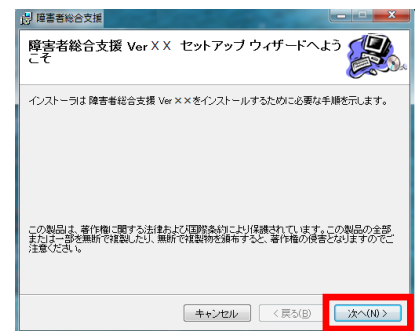 障害者総合支援
障害者総合支援 Ver XX セットアップ ウィザードへよう
こそ
インストーラは 障害者総合支援 Ver ××をインストールするために必要な手順を示します。
この製品は、著作権に関する法律および国際条約により保護されています。この製品の全部
または一部を無断で複製したり、無断で複製物を頒布すると、著作権の侵害となりますのでご
注意ください。
キャンセル
< 戻る(B)
次へ(N) >